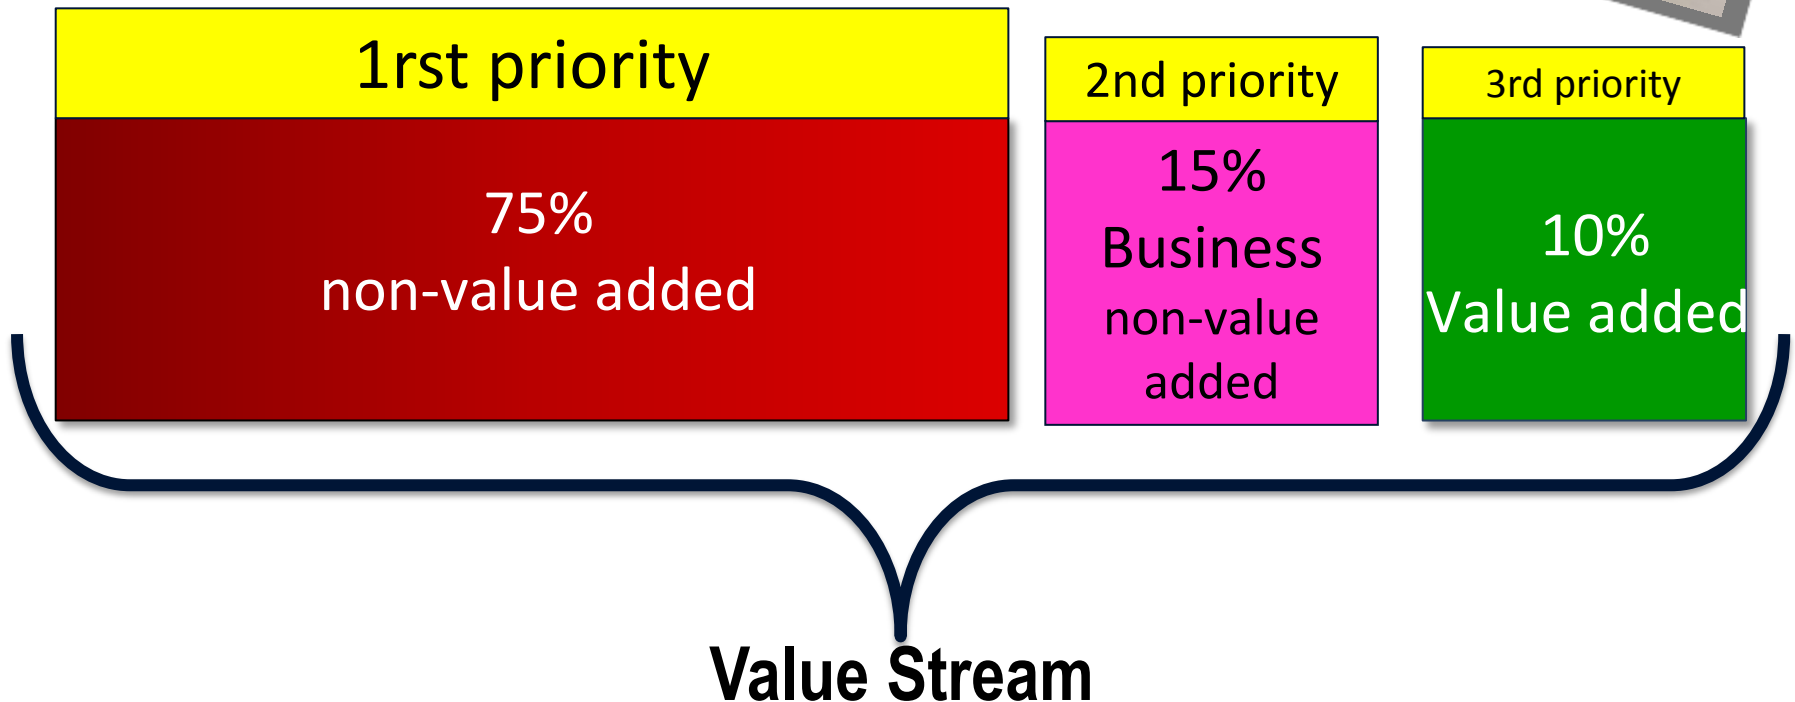 1rst priority
75%
non-value added
2nd priority
15%
Business
non-value
added
3rd priority
10%
Value added
Value Stream